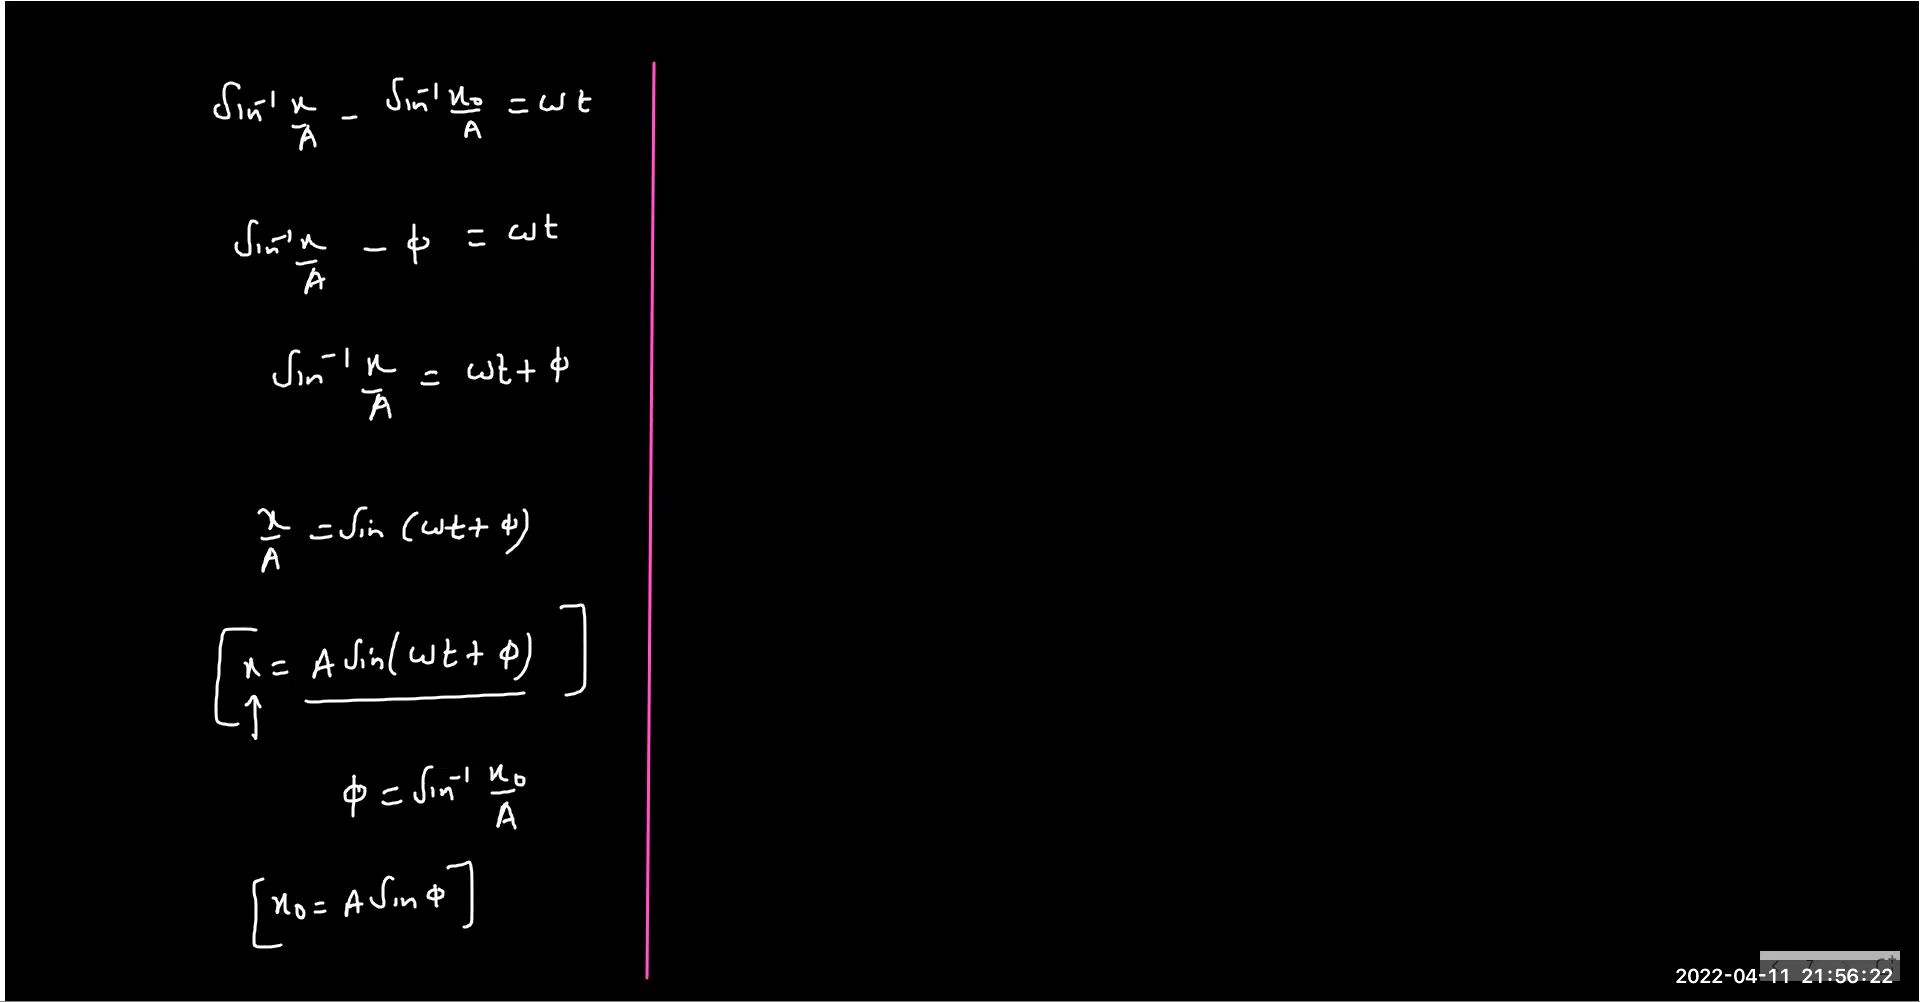 sin⁻¹ x/A - sin⁻¹ x₀/A = ωt
sin⁻¹ x/A - ϕ = ωt
sin⁻¹ x/A = ωt + ϕ
x/A = sin (ωt + ϕ)
[x = A sin(ωt + ϕ)]
ϕ = sin⁻¹ x₀/A
[x₀ = A sin ϕ]
2022-04-11 21:56:22